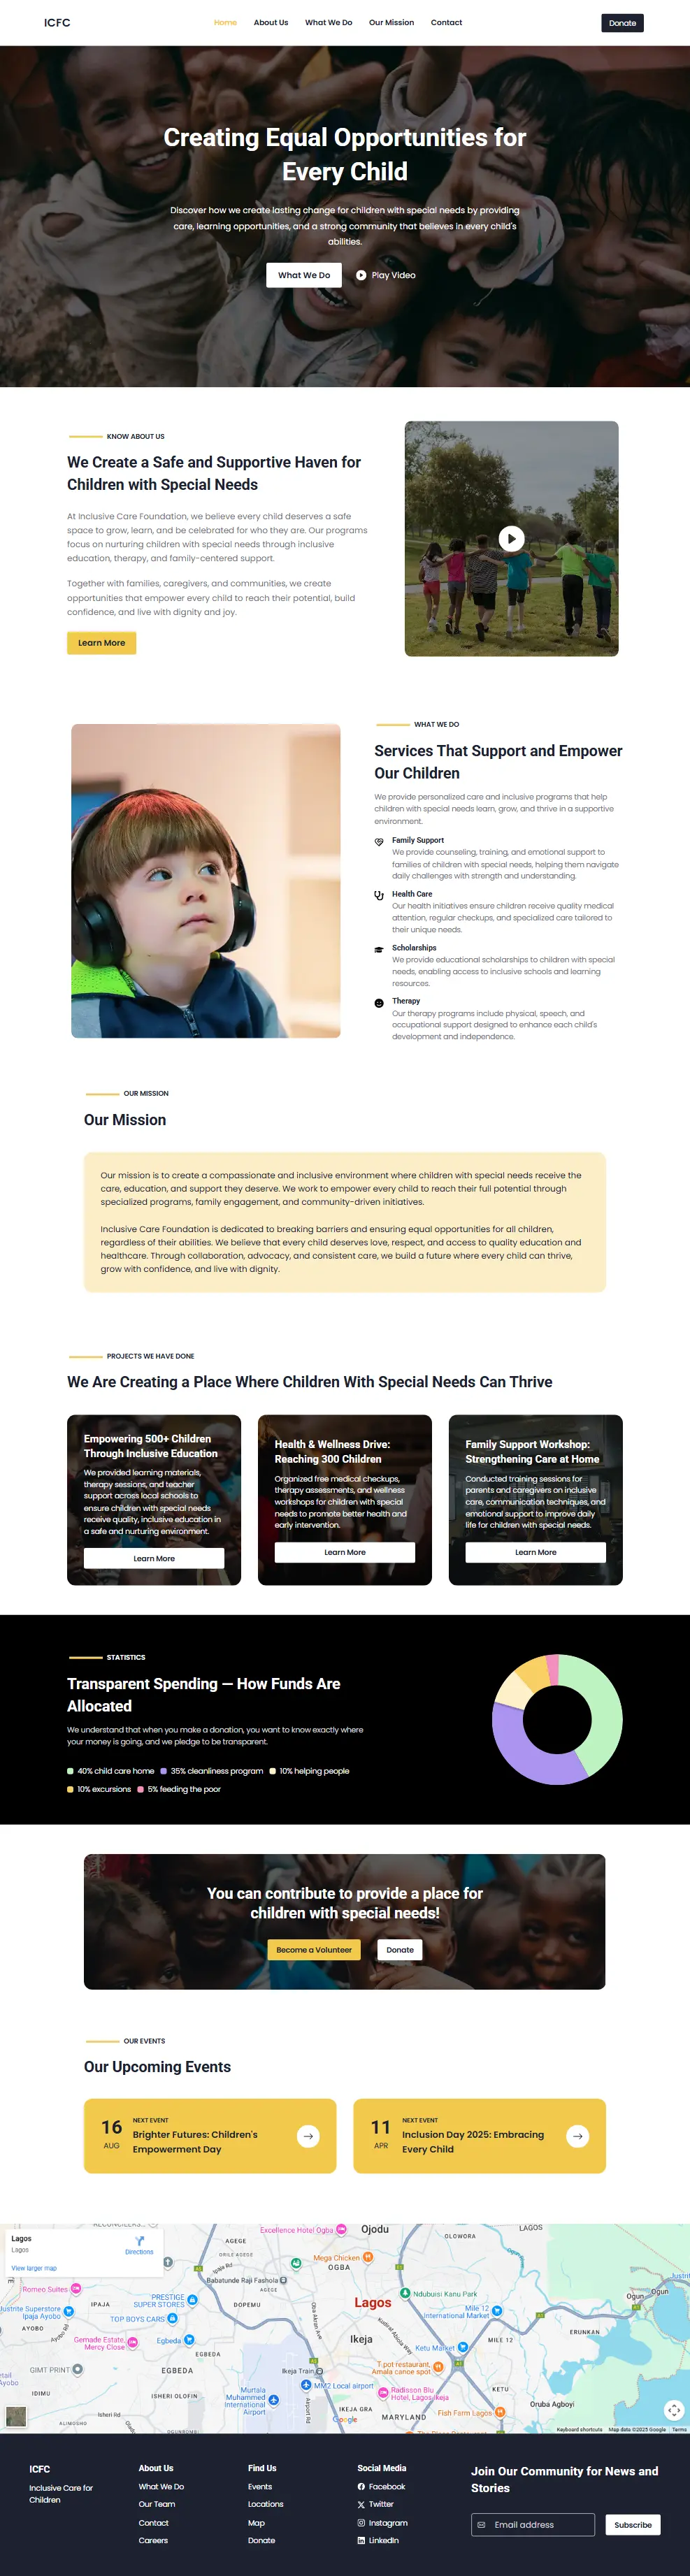 ICFC
Home About Us What We Do Our Mission Contact
Donate
Creating Equal Opportunities for
Every Child
Discover how we create lasting change for children with special needs by providing
care, learning opportunities, and a strong community that believes in every child's
abilities.
What We Do Play Video
KNOW ABOUT US
We Create a Safe and Supportive Haven for
Children with Special Needs
At Inclusive Care Foundation, we believe every child deserves a safe
space to grow, learn, and be celebrated for who they are. Our programs
focus on nurturing children with special needs through inclusive
education, therapy, and family-centered support.
Together with families, caregivers, and communities, we create
opportunities that empower every child to reach their potential, build
confidence, and live with dignity and joy.
Learn More
WHAT WE DO
Services That Support and Empower
Our Children
We provide personalized care and inclusive programs that help
children with special needs learn, grow, and thrive in a supportive
environment.
Family Support
We provide counseling, training, and emotional support to
families of children with special needs, helping them navigate
daily challenges with strength and understanding.
Health Care
Our health initiatives ensure children receive quality medical
attention, regular checkups, and specialized care tailored to
their unique needs.
Scholarships
We provide educational scholarships to children with special
needs, enabling access to inclusive schools and learning
resources.
Therapy
Our therapy programs include physical, speech, and
occupational support designed to enhance each child's
development and independence.
OUR MISSION
Our Mission
Our mission is to create a compassionate and inclusive environment where children with special needs receive the
care, education, and support they deserve. We work to empower every child to reach their full potential through
specialized programs, family engagement, and community-driven initiatives.
Inclusive Care Foundation is dedicated to breaking barriers and ensuring equal opportunities for all children,
regardless of their abilities. We believe that every child deserves love, respect, and access to quality education and
healthcare. Through collaboration, advocacy, and consistent care, we build a future where every child can thrive,
grow with confidence, and live with dignity.
PROJECTS WE HAVE DONE
We Are Creating a Place Where Children With Special Needs Can Thrive
Empowering 500+ Children
Through Inclusive Education
We provided learning materials,
therapy sessions, and teacher
support across local schools to
ensure children with special needs
receive quality, inclusive education in
a safe and nurturing environment.
Learn More
Health & Wellness Drive:
Reaching 300 Children
Organized free medical checkups,
therapy assessments, and wellness
workshops for children with special
needs to promote better health and
early intervention.
Learn More
Family Support Workshop:
Strengthening Care at Home
Conducted training sessions for
parents and caregivers on inclusive
care, communication techniques, and
emotional support to improve daily
life for children with special needs.
Learn More
STATISTICS
Transparent Spending — How Funds Are
Allocated
We understand that when you make a donation, you want to know exactly where
your money is going, and we pledge to be transparent.
40% child care home 35% cleanliness program 10% helping people
10% excursions 5% feeding the poor
You can contribute to provide a place for
children with special needs!
Become a Volunteer Donate
OUR EVENTS
Our Upcoming Events
16
AUG
NEXT EVENT
Brighter Futures: Children's
Empowerment Day
11
APR
NEXT EVENT
Inclusion Day 2025: Embracing
Every Child
Lagos
Lagos
Directions
View larger map
Excellence Hotel Ogba
Ojodu
OLOWORA
LAGOS
AGEGE
ORILE AGEGE
Mega Chicken
OGBA
Babatunde Raji Fashola
AGEGE
Romeo Suites
PRESTIGE
SUPER STORES
IPAJA
DOPEMU
Lagos
Ndubuisi Kanu Park
Ogun
Ogun
Ipaja Ayobo
TOP BOYS CARS
Mile 12
International Market
AYOBO
Gemade Estate,
Mercy Close
Egbeda
EGBEDA
Ikeja
Ketu Market
MILE 12
ERUNKAN
GIMT PRINT
EGBEDA
Ikeja Train
T.pot restaurant,
Amala canoe spot
IDIMU
ISHERI OLOFIN
Murtala
Muhammed
International
Airport
MM2 Local airport
Radisson Blu
Hotel, Lagos Ikeja
KETU
Oruba Agboyi
Isheri Rd
IKEJA GRA
MARYLAND
Fish Farm Lagos
Google
Keyboard shortcuts Map data ©2025 Google Terms
ICFC
Inclusive Care for
Children
About Us
What We Do
Our Team
Contact
Careers
Find Us
Events
Locations
Map
Donate
Social Media
Facebook
Twitter
Instagram
LinkedIn
Join Our Community for News and
Stories
Email address
Subscribe